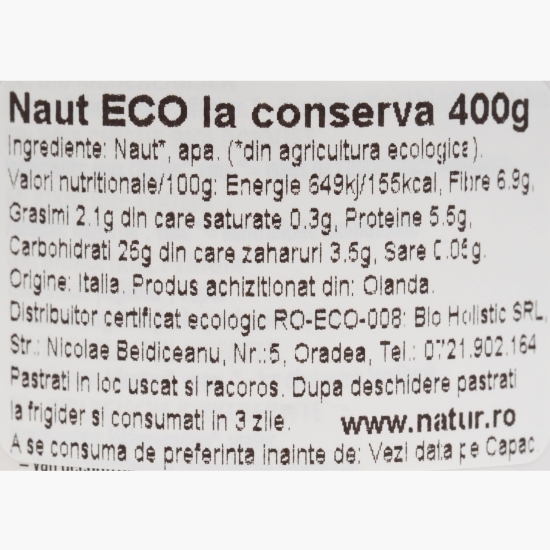 Naut ECO la conserva 400g
Ingrediente: Naut*, apa. (*din agricultura ecologica).
Valori nutritionale/100g: Energie 649kj/155kcal, Fibre 6.9g,
Grasimi 2.1g din care saturate 0.3g, Proteine 5.5g,
Carbohidrati 26g din care zaharuri 3.5g, Sare 0.05g.
Origine: Italia. Produs achizitionat din: Olanda.
Distribuitor certificat ecologic RO-ECO-008: Bio Holistic SRL,
Str.: Nicolae Beldiceanu, Nr.:5, Oradea, Tel.: 0721.902.164
Pastrati in loc uscat si racoros. Dupa deschidere pastrati
la frigider si consumati in 3 zile. www.natur.ro
A se consuma de preferinta inainte de: Vezi data pe Capac